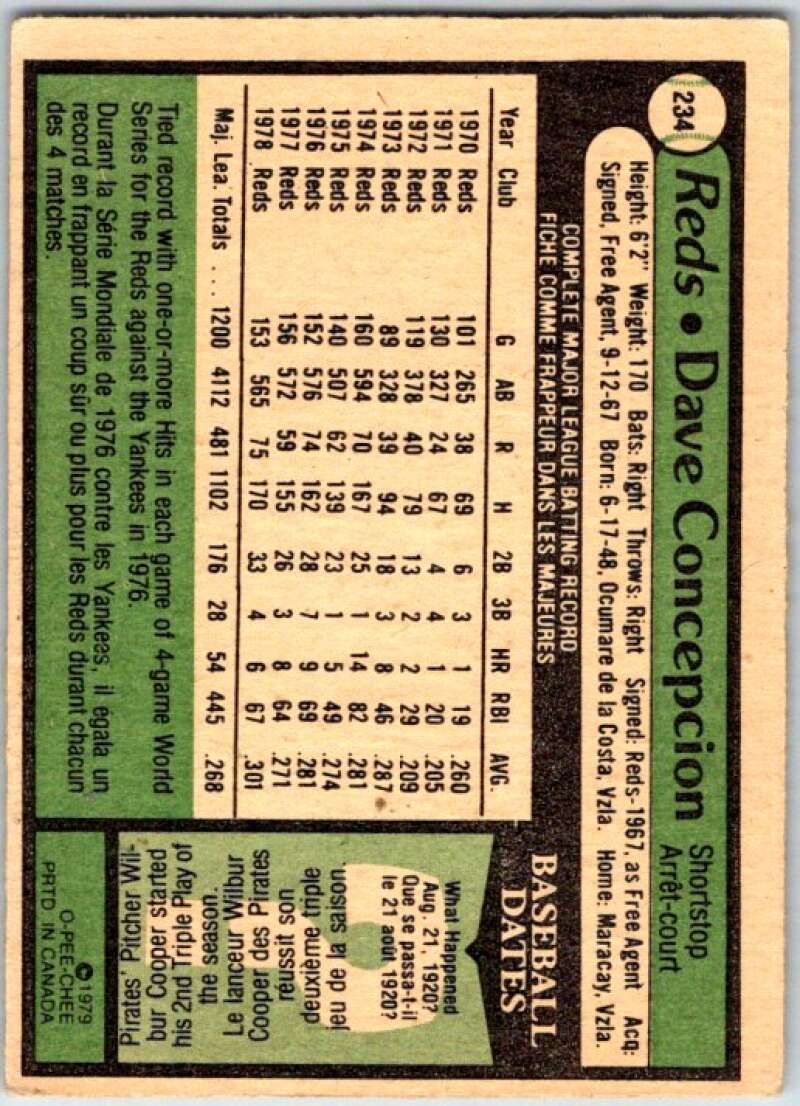 234
Reds • Dave Concepcion
Shortstop
Arrêt-court
Height: 6'2" Weight: 170 Bats: Right Throws: Right Signed: Reds-1967, as Free Agent Acq:
Signed, Free Agent, 9-12-67 Born: 6-17-48, Ocumare de la Costa, Vzla. Home: Maracay, Vzla.
COMPLETE MAJOR LEAGUE BATTING RECORD
FICHE COMME FRAPPEUR DANS LES MAJEURES
Year Club G AB R H 2B 3B HR RBI AVG.
1970 Reds 101 265 38 69 6 3 1 19 .260
1971 Reds 130 327 24 67 4 4 1 20 .205
1972 Reds 119 378 40 79 13 2 2 29 .209
1973 Reds 89 328 39 94 18 3 8 46 .287
1974 Reds 160 594 70 167 25 1 14 82 .281
1975 Reds 140 507 62 139 23 1 5 49 .274
1976 Reds 152 576 74 162 28 7 9 69 .281
1977 Reds 156 572 59 155 26 3 8 64 .271
1978 Reds 153 565 75 170 33 4 6 67 .301
Maj. Lea. Totals . . . 1200 4112 481 1102 176 28 54 445 .268
Tied record with one-or-more Hits in each game of 4-game World
Series for the Reds against the Yankees in 1976.
Durant la Série Mondiale de 1976 contre les Yankees, il égala un
record en frappant un coup sûr ou plus pour les Reds durant chacun
des 4 matches.
BASEBALL
DATES
What Happened
Aug. 21, 1920?
Que se passa-t-il
le 21 août 1920?
Pirates' Pitcher Wil-
bur Cooper started
his 2nd Triple Play of
the season.
Le lanceur Wilbur
Cooper des Pirates
réussit son
deuxième triple
jeu de la saison.
©1979
O-PEE-CHEE
PRTD IN CANADA